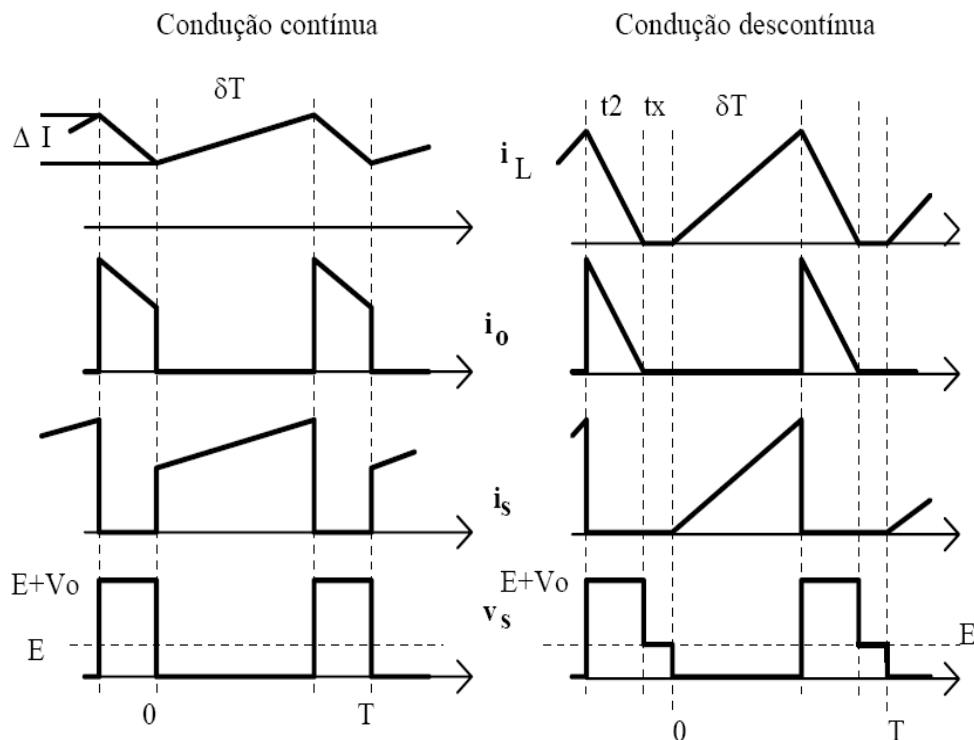 Condução contínua
Condução descontínua
δT
Δ I
t2 tx δT
i L
i o
i s
E+Vo
E
v s
E+Vo
E
0 T
0 T